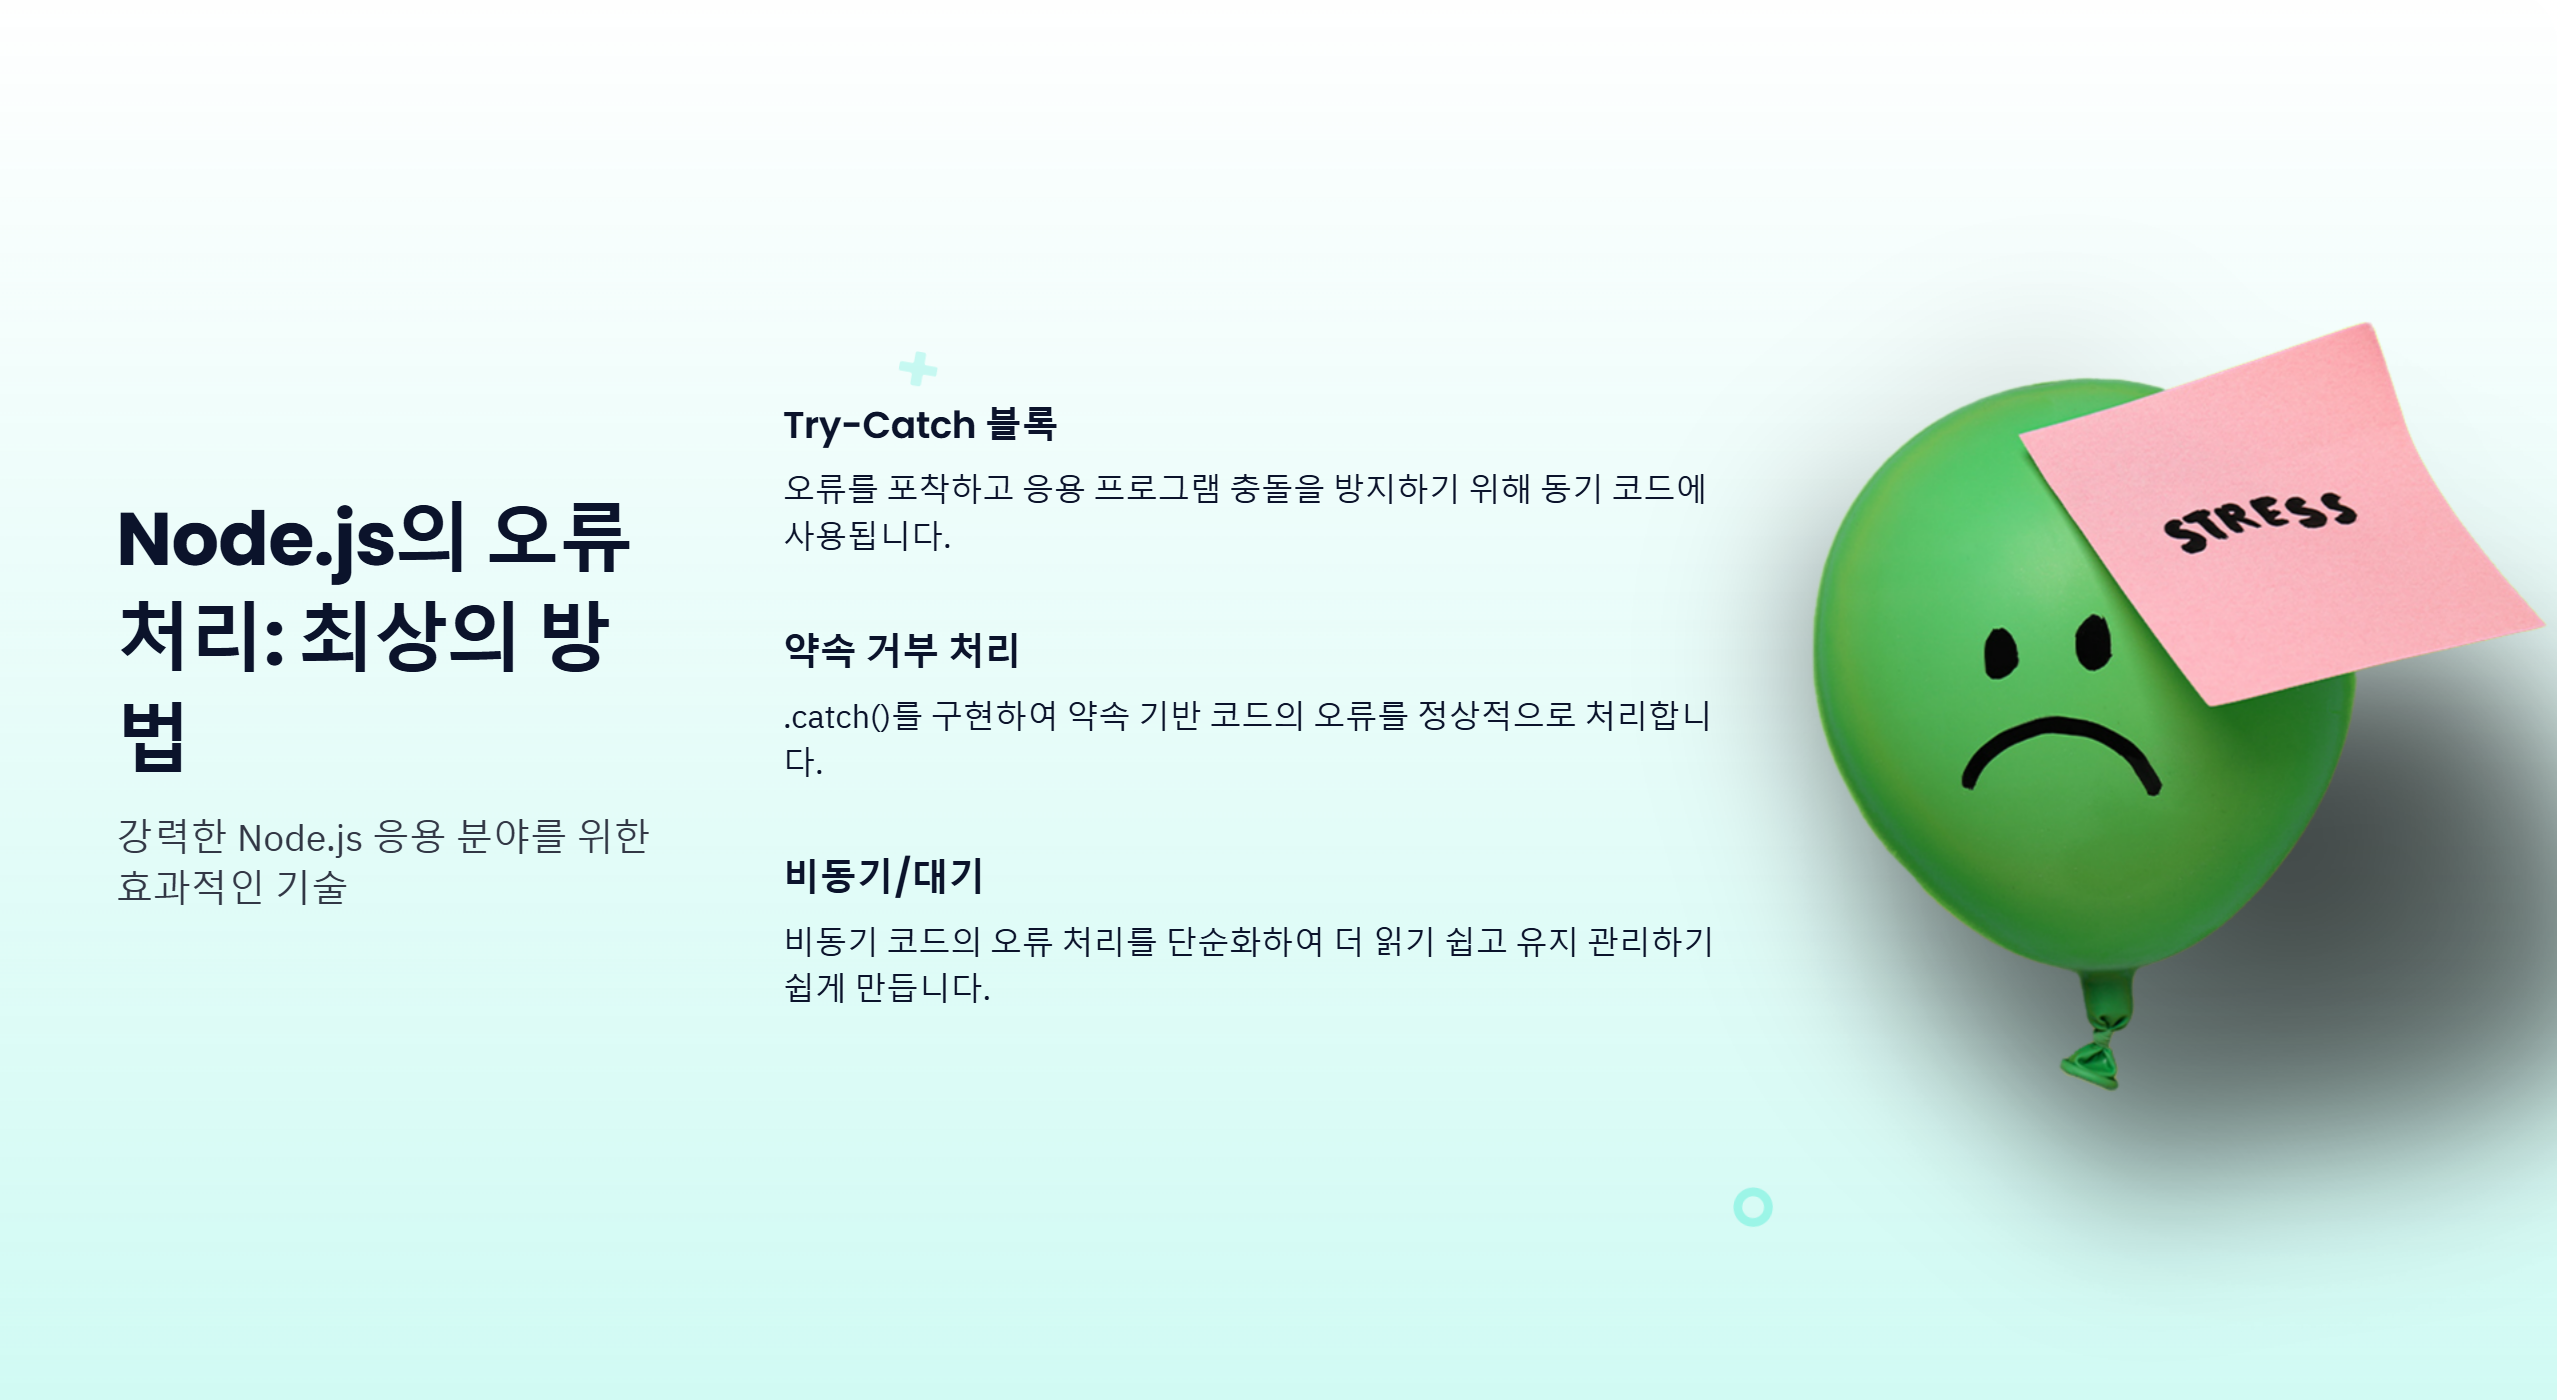 Node.js의 오류
처리: 최상의 방
법
강력한 Node.js 응용 분야를 위한
효과적인 기술
Try-Catch 블록
오류를 포착하고 응용 프로그램 충돌을 방지하기 위해 동기 코드에
사용됩니다.
약속 거부 처리
.catch()를 구현하여 약속 기반 코드의 오류를 정상적으로 처리합니
다.
비동기/대기
비동기 코드의 오류 처리를 단순화하여 더 읽기 쉽고 유지 관리하기
쉽게 만듭니다.
STRESS